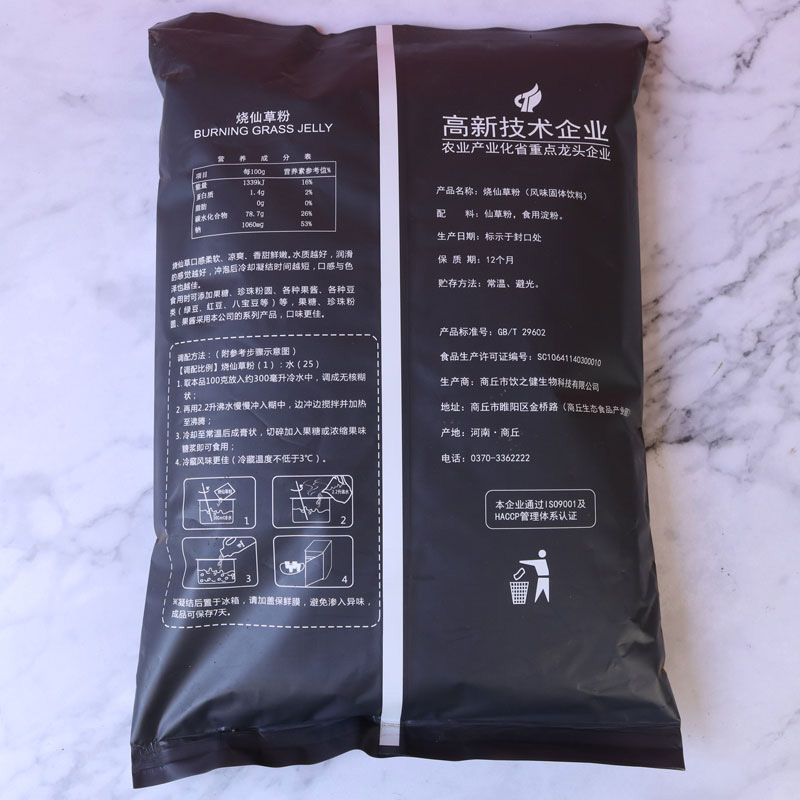 烧仙草粉
BURNING GRASS JELLY
营 养 成 分 表
项目 每100g 营养素参考值%
能量 1339kJ 16%
蛋白质 1.4g 2%
脂肪 0g 0%
碳水化合物 78.7g 26%
钠 1060mg 53%
烧仙草口感柔软、凉爽、香甜鲜嫩。水质越好，润滑
的感觉越好，冲泡后冷却凝结时间越短，口感与色
泽也越佳。
食用时可添加果糖、珍珠粉圆、各种果酱、各种豆
类（绿豆、红豆、八宝豆等）等，果糖、珍珠粉
圆、果酱采用本公司的系列产品，口味更佳。
调配方法：（附参考步骤示意图）
【调配比例】烧仙草粉（1）：水（25）
1. 取本品100克放入约300毫升冷水中，调成无核糊
状；
2. 再用2.2升沸水慢慢冲入糊中，边冲边搅拌并加热
至沸腾；
3. 冷却至常温后成膏状，切碎加入果糖或浓缩果味
糖浆即可食用；
4. 冷藏风味更佳（冷藏温度不低于3℃）。
1
2.2升沸水
2
3
4
※凝结后置于冰箱，请加盖保鲜膜，避免渗入异味，
成品可保存7天。
高新技术企业
农业产业化省重点龙头企业
产品名称：烧仙草粉（风味固体饮料）
配 料：仙草粉，食用淀粉。
生产日期：标示于封口处
保 质 期：12个月
贮存方法：常温、避光。
产品标准号：GB/T 29602
食品生产许可证编号：SC10641140300010
生产商：商丘市饮之健生物科技有限公司
地址：商丘市睢阳区金桥路（商丘生态食品产业园
产地：河南·商丘
电话：0370-3362222
本企业通过ISO9001及
HACCP管理体系认证